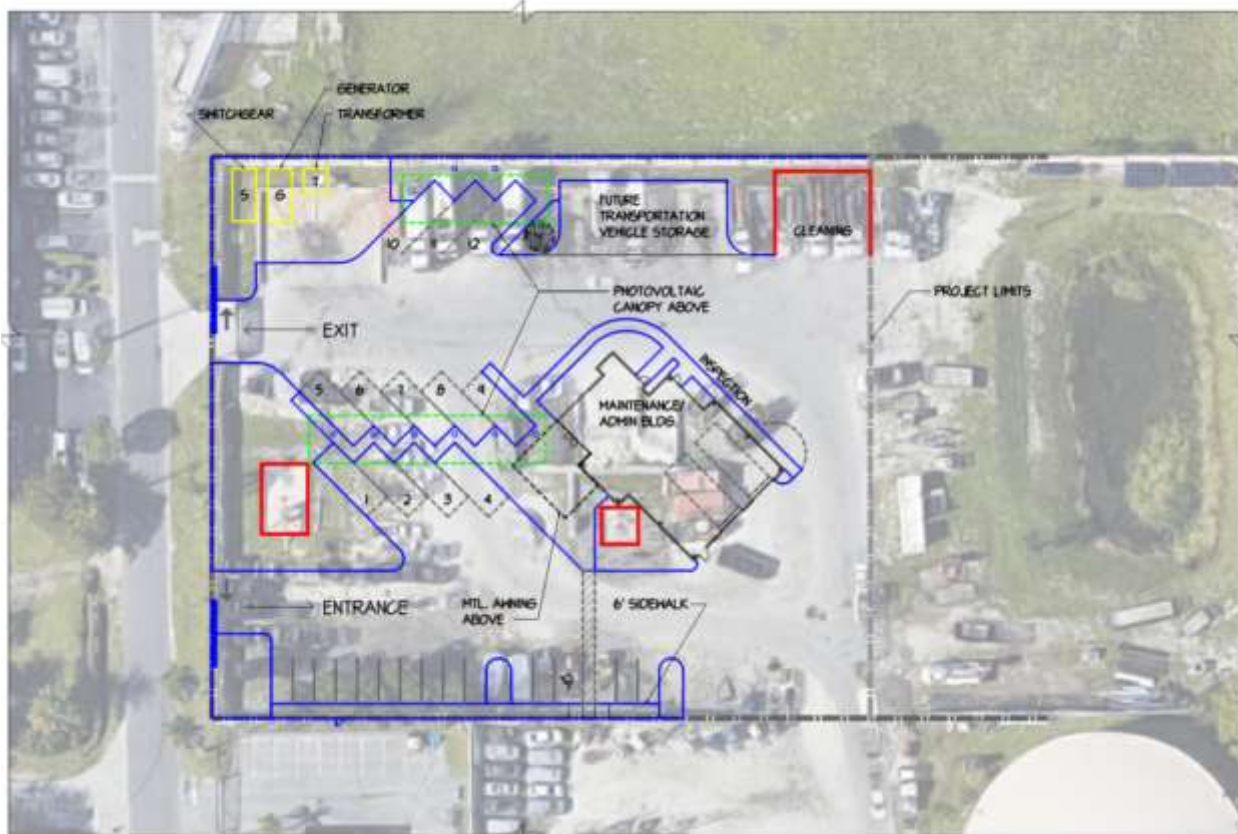 GENERATOR
SWITCHGEAR
TRANSFORMER
5
6
7
10
11
12
FUTURE
TRANSPORTATION
VEHICLE STORAGE
CLEANING
PHOTOVOLTAIC
CANOPY ABOVE
PROJECT LIMITS
EXIT
5
6
7
8
9
INSPECTION
MAINTENANCE/
ADMIN BLDG.
1
2
3
4
ENTRANCE
MTL. AWNING
ABOVE
6' SIDEWALK